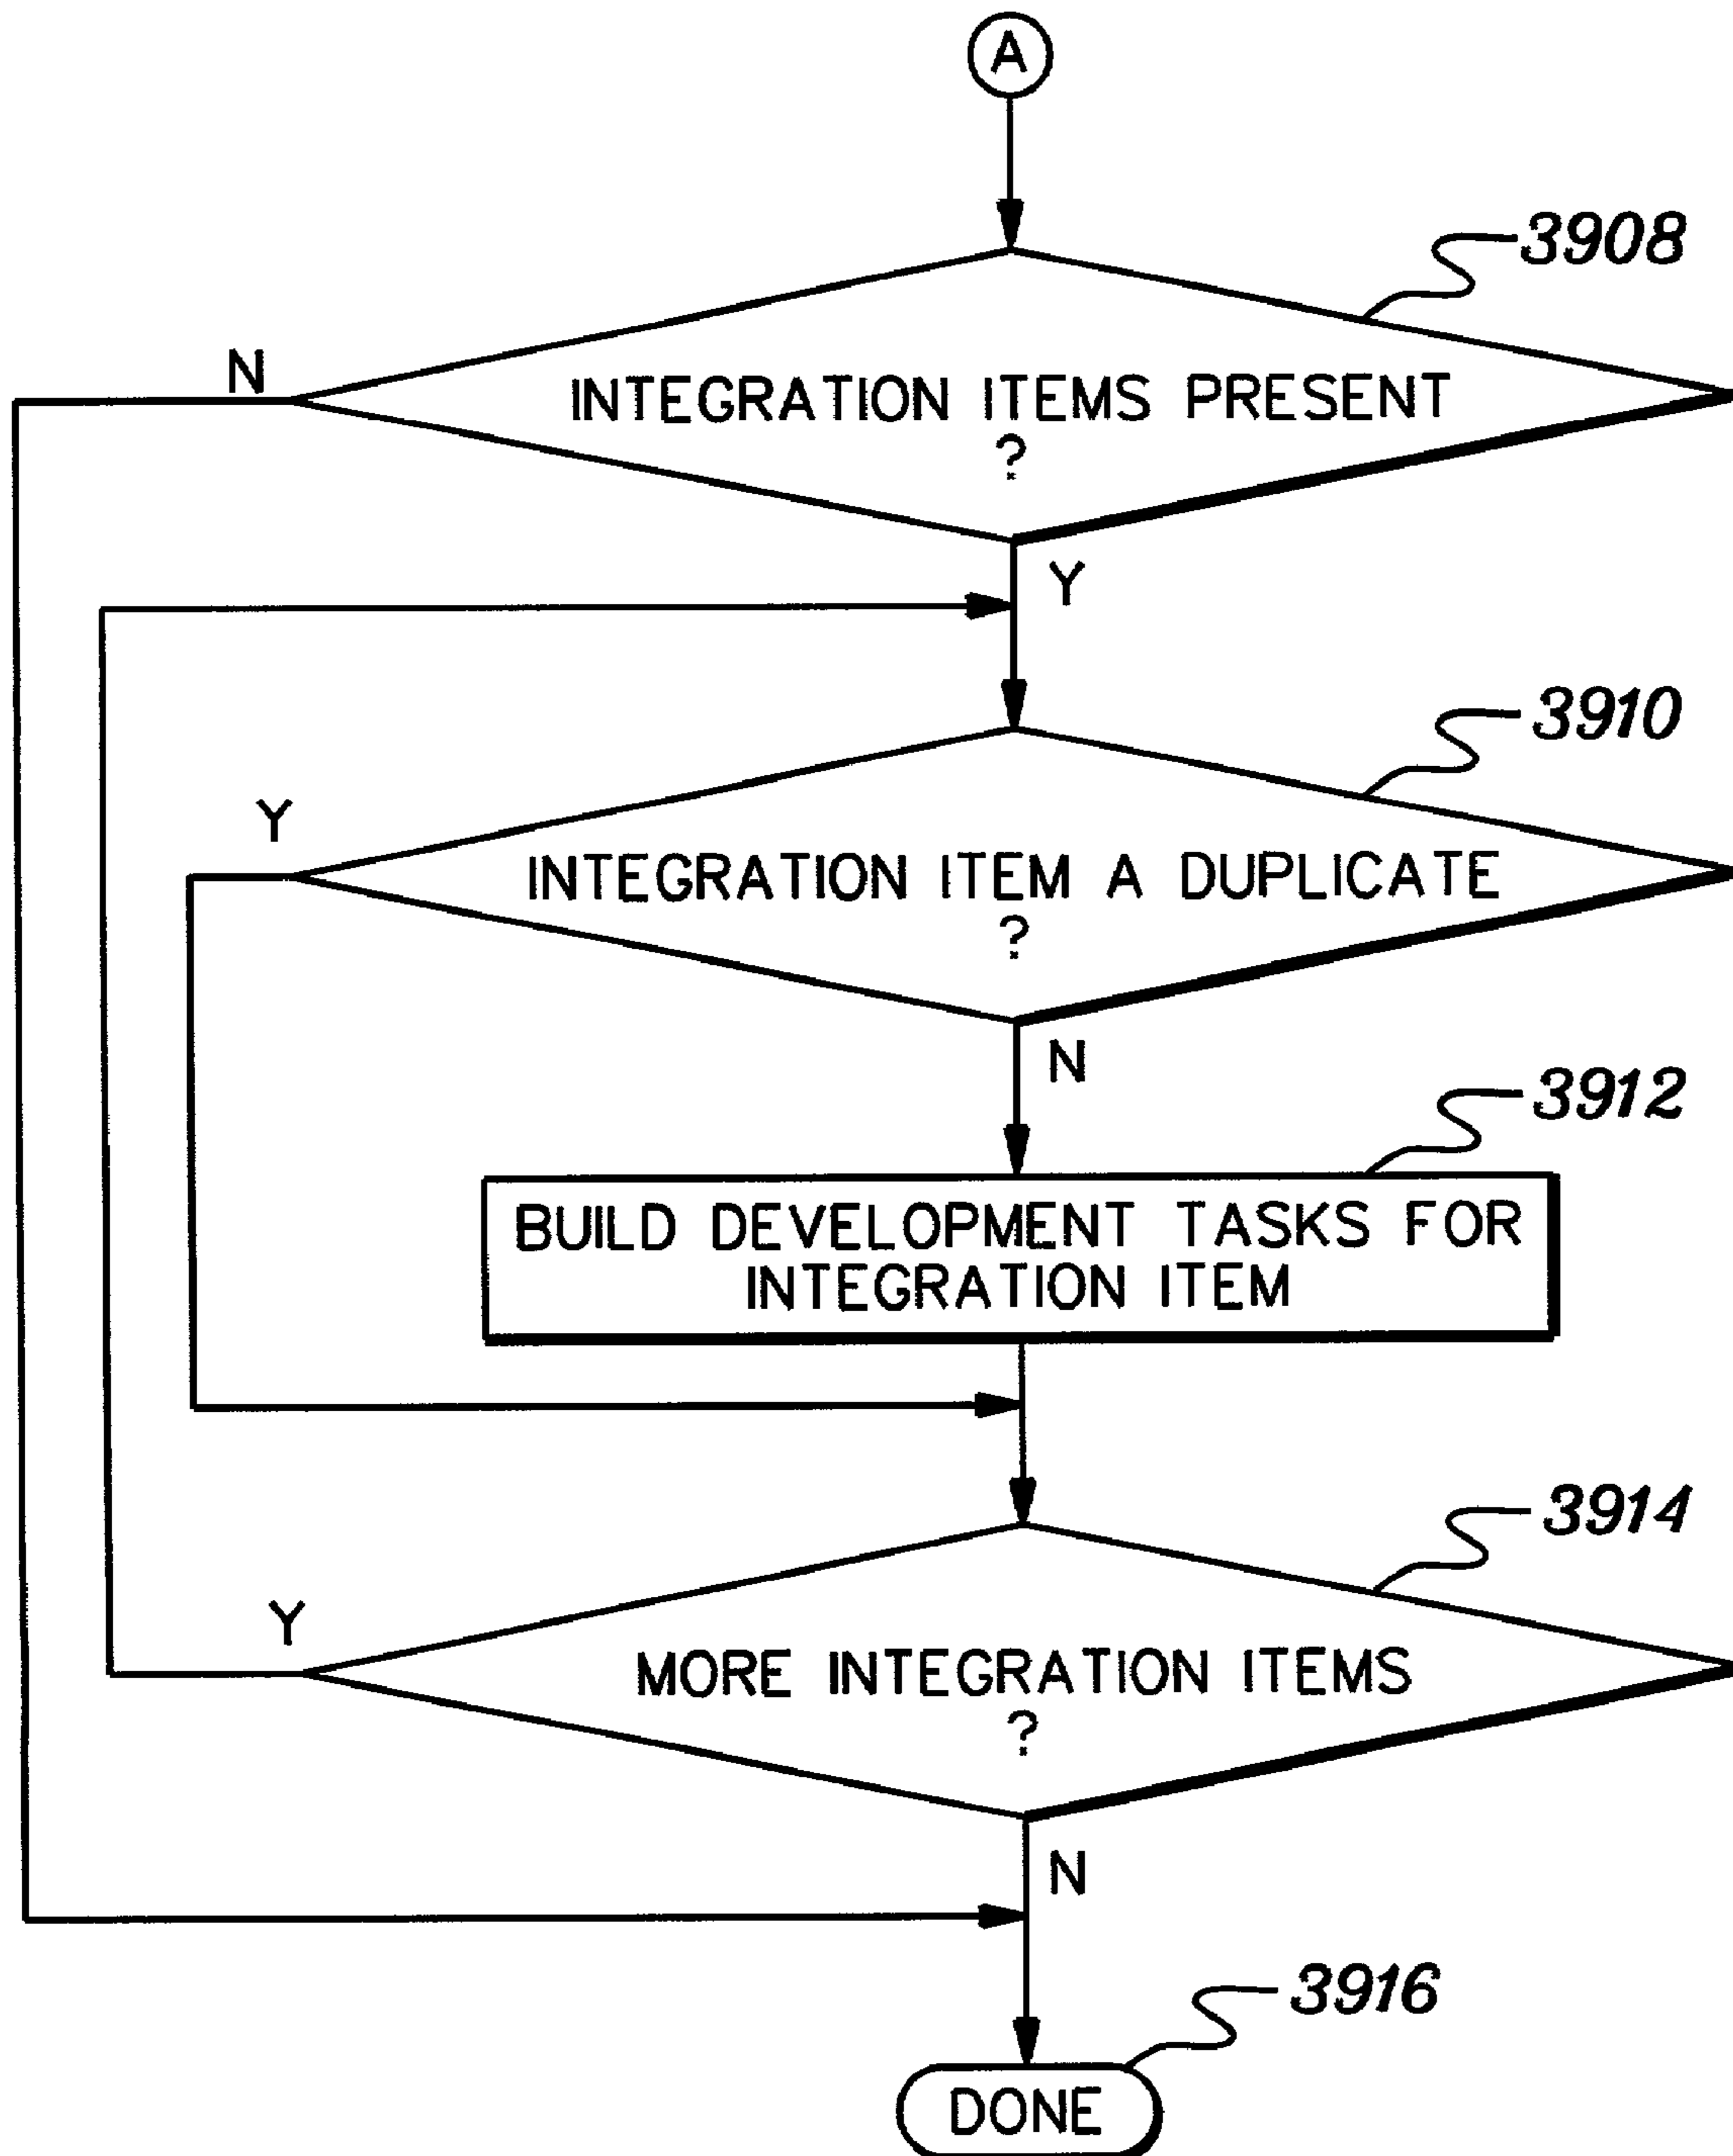 A
3908
N
INTEGRATION ITEMS PRESENT
?
Y
3910
Y
INTEGRATION ITEM A DUPLICATE
?
N
3912
BUILD DEVELOPMENT TASKS FOR
INTEGRATION ITEM
3914
Y
MORE INTEGRATION ITEMS
?
N
3916
DONE